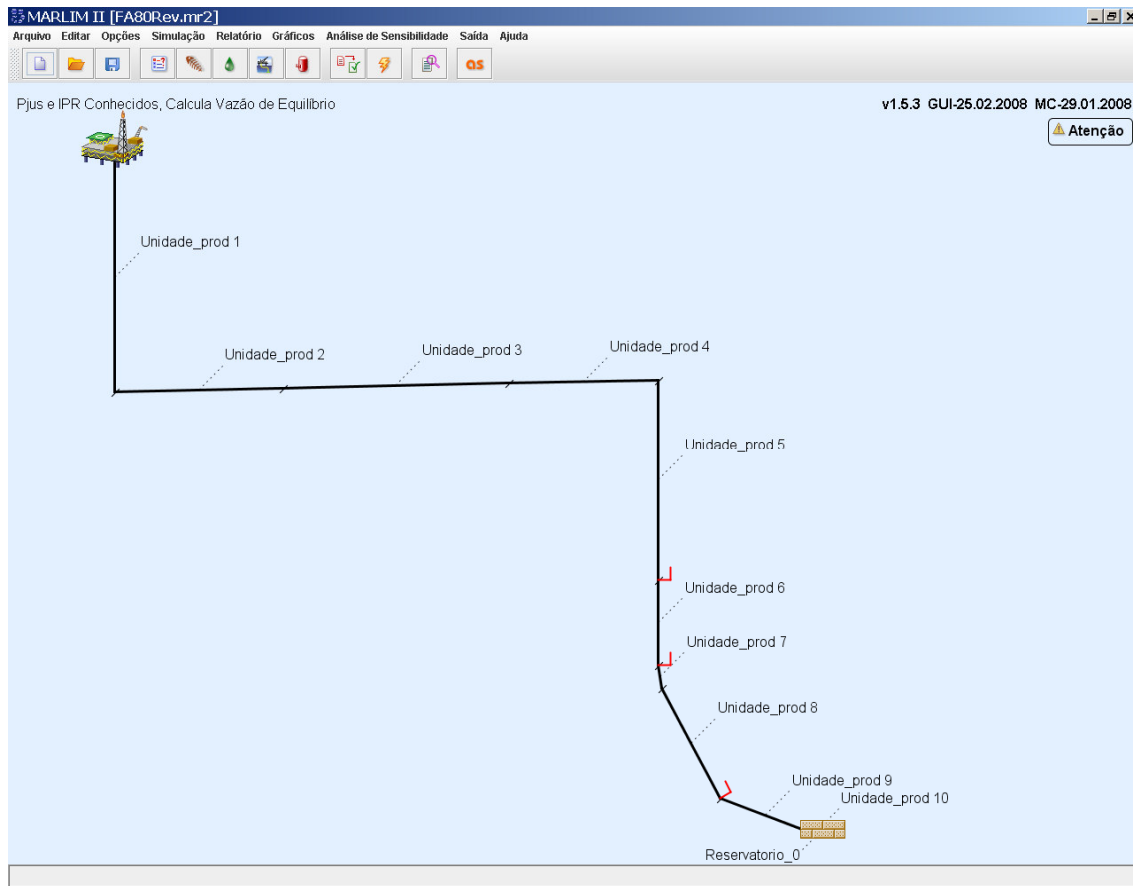 MARLIM II [FA80Rev.mr2]
Arquivo Editar Opções Simulação Relatório Gráficos Análise de Sensibilidade Saída Ajuda
as
Pjus e IPR Conhecidos, Calcula Vazão de Equilíbrio
v1.5.3 GUI-25.02.2008 MC-29.01.2008
Atenção
Unidade_prod 1
Unidade_prod 2
Unidade_prod 3
Unidade_prod 4
Unidade_prod 5
Unidade_prod 6
Unidade_prod 7
Unidade_prod 8
Unidade_prod 9
Unidade_prod 10
Reservatorio_0